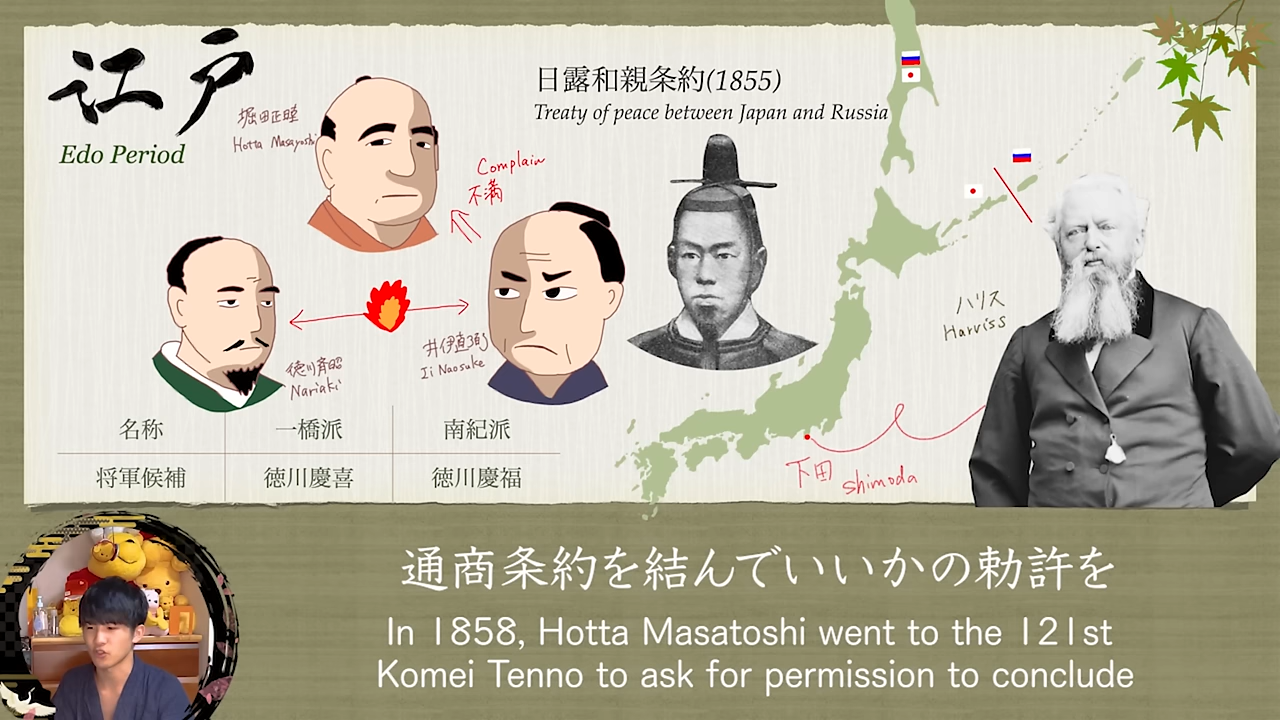 江戸
Edo Period
堀田正睦
Hotta Masayoshi
Complain
不満
日露和親条約(1855)
Treaty of peace between Japan and Russia
徳川斉昭
Nariaki
井伊直弼
Ii Naosuke
ハリス
Harviss
下田
shimoda
名称 一橋派 南紀派
将軍候補 徳川慶喜 徳川慶福
通商条約を結んでいいかの勅許を
In 1858, Hotta Masatoshi went to the 121st
Komei Tenno to ask for permission to conclude